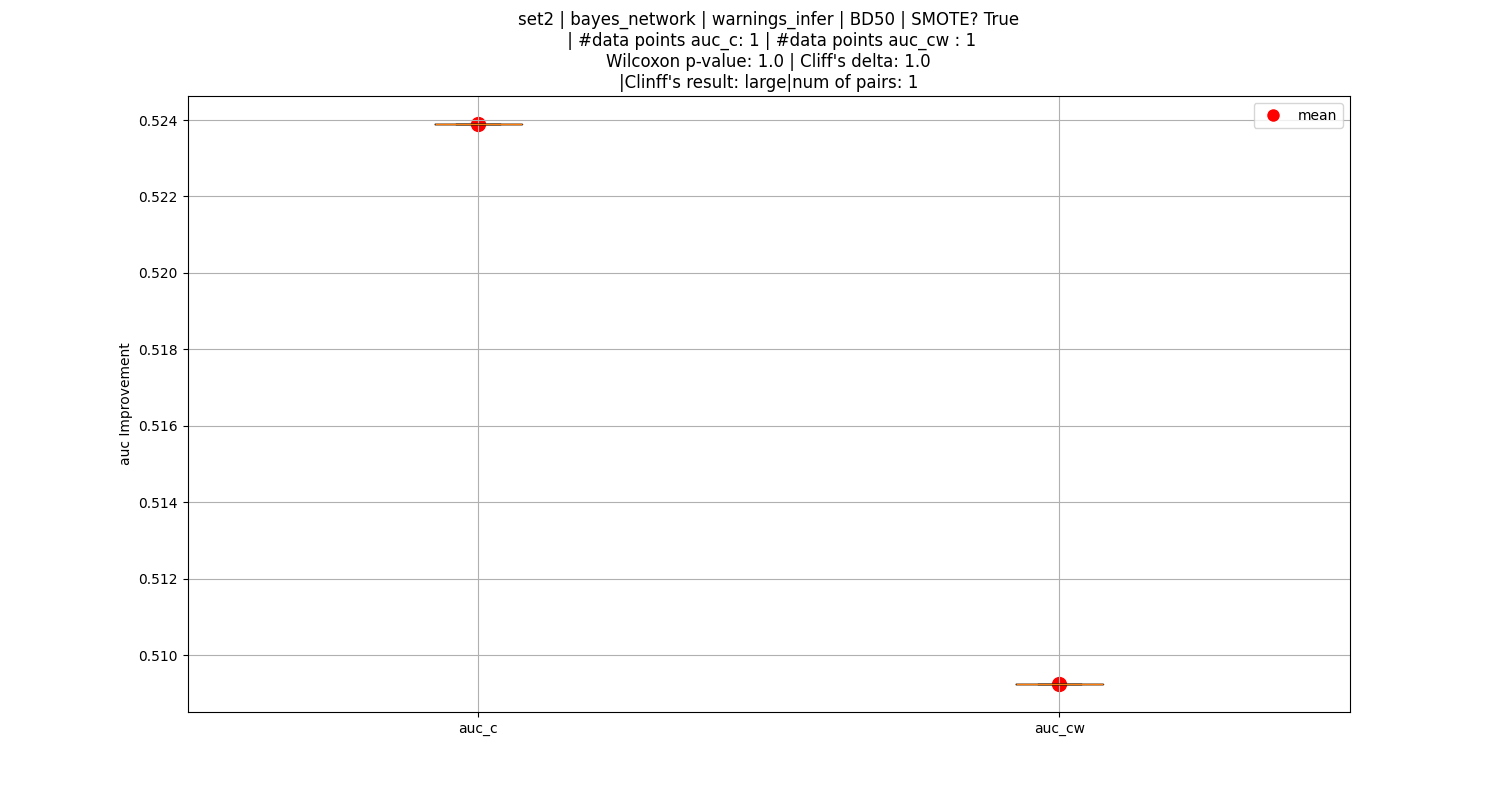 set2 | bayes_network | warnings_infer | BD50 | SMOTE? True
| #data points auc_c: 1 | #data points auc_cw : 1
Wilcoxon p-value: 1.0 | Cliff's delta: 1.0
|Clinff's result: large|num of pairs: 1
mean
0.524
0.522
0.520
0.518
0.516
0.514
0.512
0.510
auc Improvement
auc_c
auc_cw